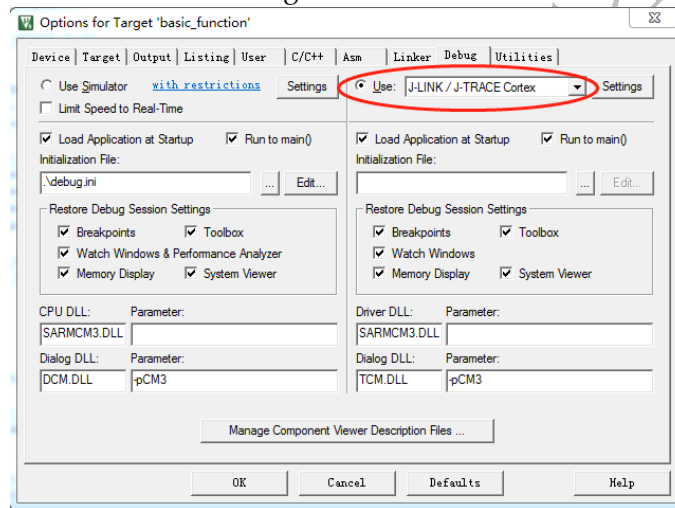 Options for Target 'basic_function'
Device | Target | Output | Listing | User | C/C++ | Asm | Linker | Debug | Utilities
Use Simulator with restrictions Settings
Limit Speed to Real-Time
Load Application at Startup Run to main()
Initialization File:
.\debug.ini ... Edit...
Restore Debug Session Settings
Breakpoints Toolbox
Watch Windows & Performance Analyzer
Memory Display System Viewer
CPU DLL: Parameter:
SARMCM3.DLL
Dialog DLL: Parameter:
DCM.DLL -pCM3
Use: J-LINK / J-TRACE Cortex Settings
Load Application at Startup Run to main()
Initialization File:
... Edit...
Restore Debug Session Settings
Breakpoints Toolbox
Watch Windows
Memory Display System Viewer
Driver DLL: Parameter:
SARMCM3.DLL
Dialog DLL: Parameter:
TCM.DLL -pCM3
Manage Component Viewer Description Files ...
OK Cancel Defaults Help